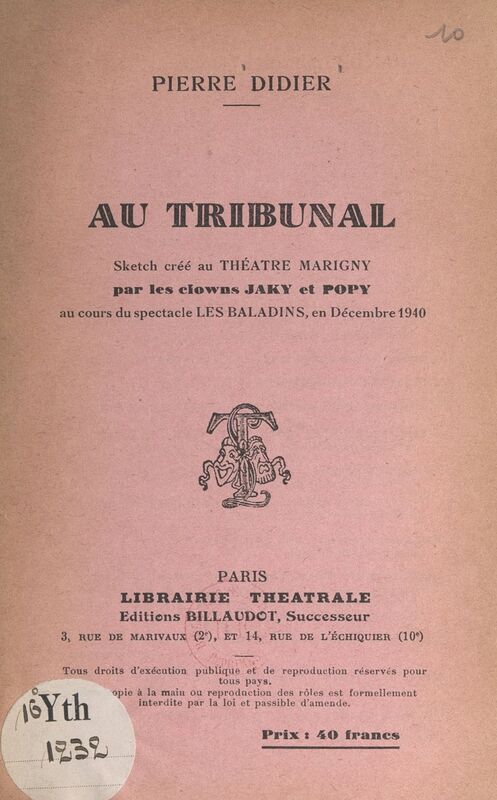 10
PIERRE DIDIER
AU TRIBUNAL
Sketch créé au THÉATRE MARIGNY
par les clowns JAKY et POPY
au cours du spectacle LES BALADINS, en Décembre 1940
PARIS
LIBRAIRIE THEATRALE
Editions BILLAUDOT, Successeur
3, RUE DE MARIVAUX (2e), ET 14, RUE DE L'ÉCHIQUIER (10e)
Tous droits d'exécution publique et de reproduction réservés pour
tous pays.
opie à la main ou reproduction des rôles est formellement
interdite par la loi et passible d'amende.
16° Yth
1232
Prix : 40 francs